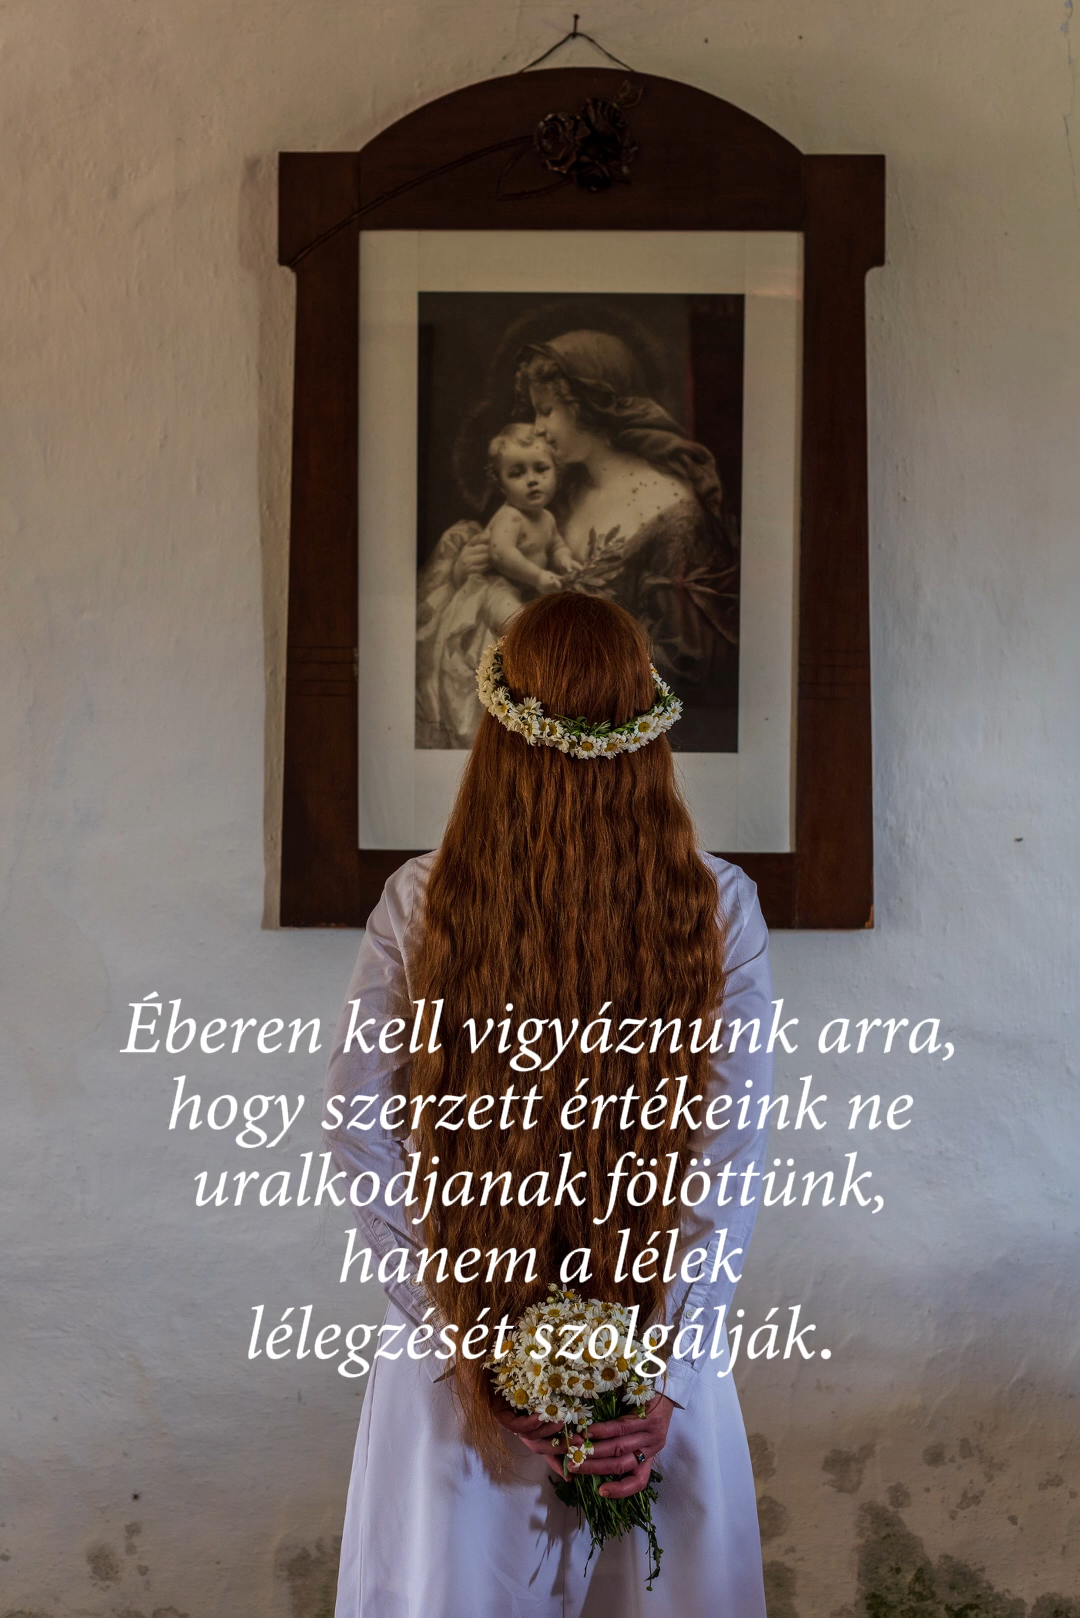 Éberen kell vigyáznunk arra,
hogy szerzett értékeink ne
uralkodjanak fölöttünk,
hanem a lélek
lélegzését szolgálják.